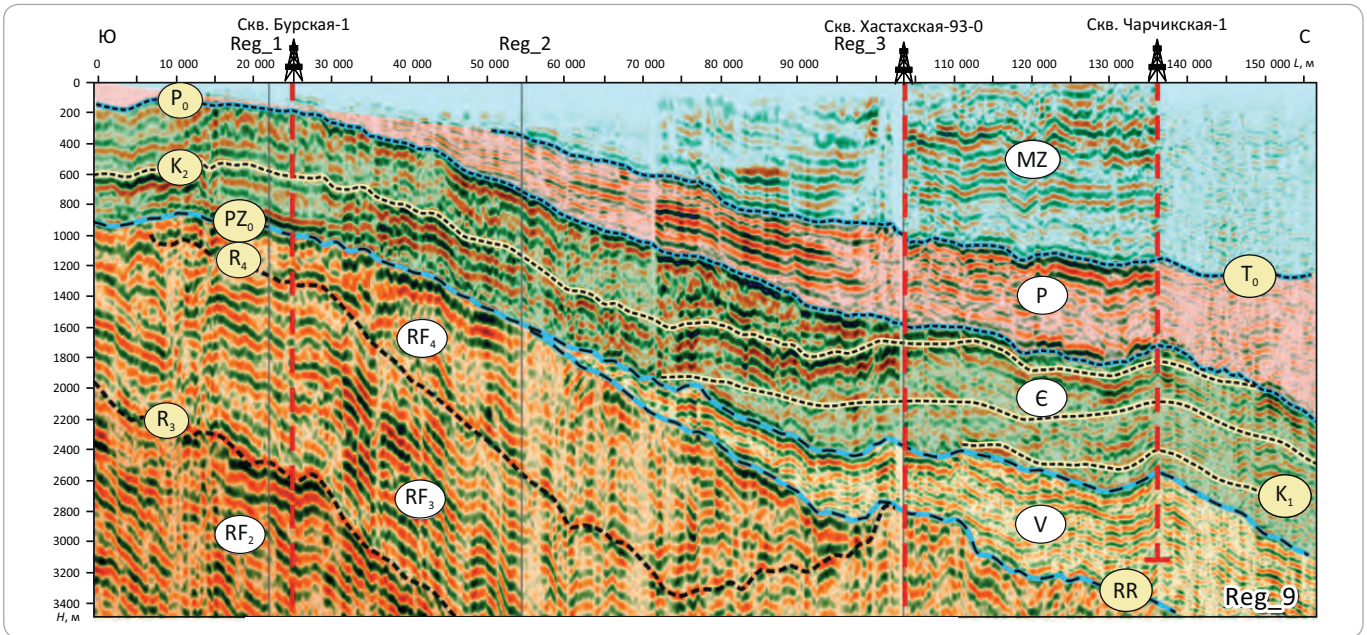 Скв. Бурская-1
Скв. Хастахская-93-0
Скв. Чарчикская-1
Ю
Reg_1
Reg_2
Reg_3
С
0 10 000 20 000 30 000 40 000 50 000 60 000 70 000 80 000 90 000 110 000 120 000 130 000 140 000 150 000 L, м
0
200
400
600
800
1000
1200
1400
1600
1800
2000
2200
2400
2600
2800
3000
3200
3400
H, м
P₀
K₂
PZ₀
R₄
R₃
RF₂
RF₄
RF₃
MZ
P
Є
V
T₀
K₁
RR
Reg_9